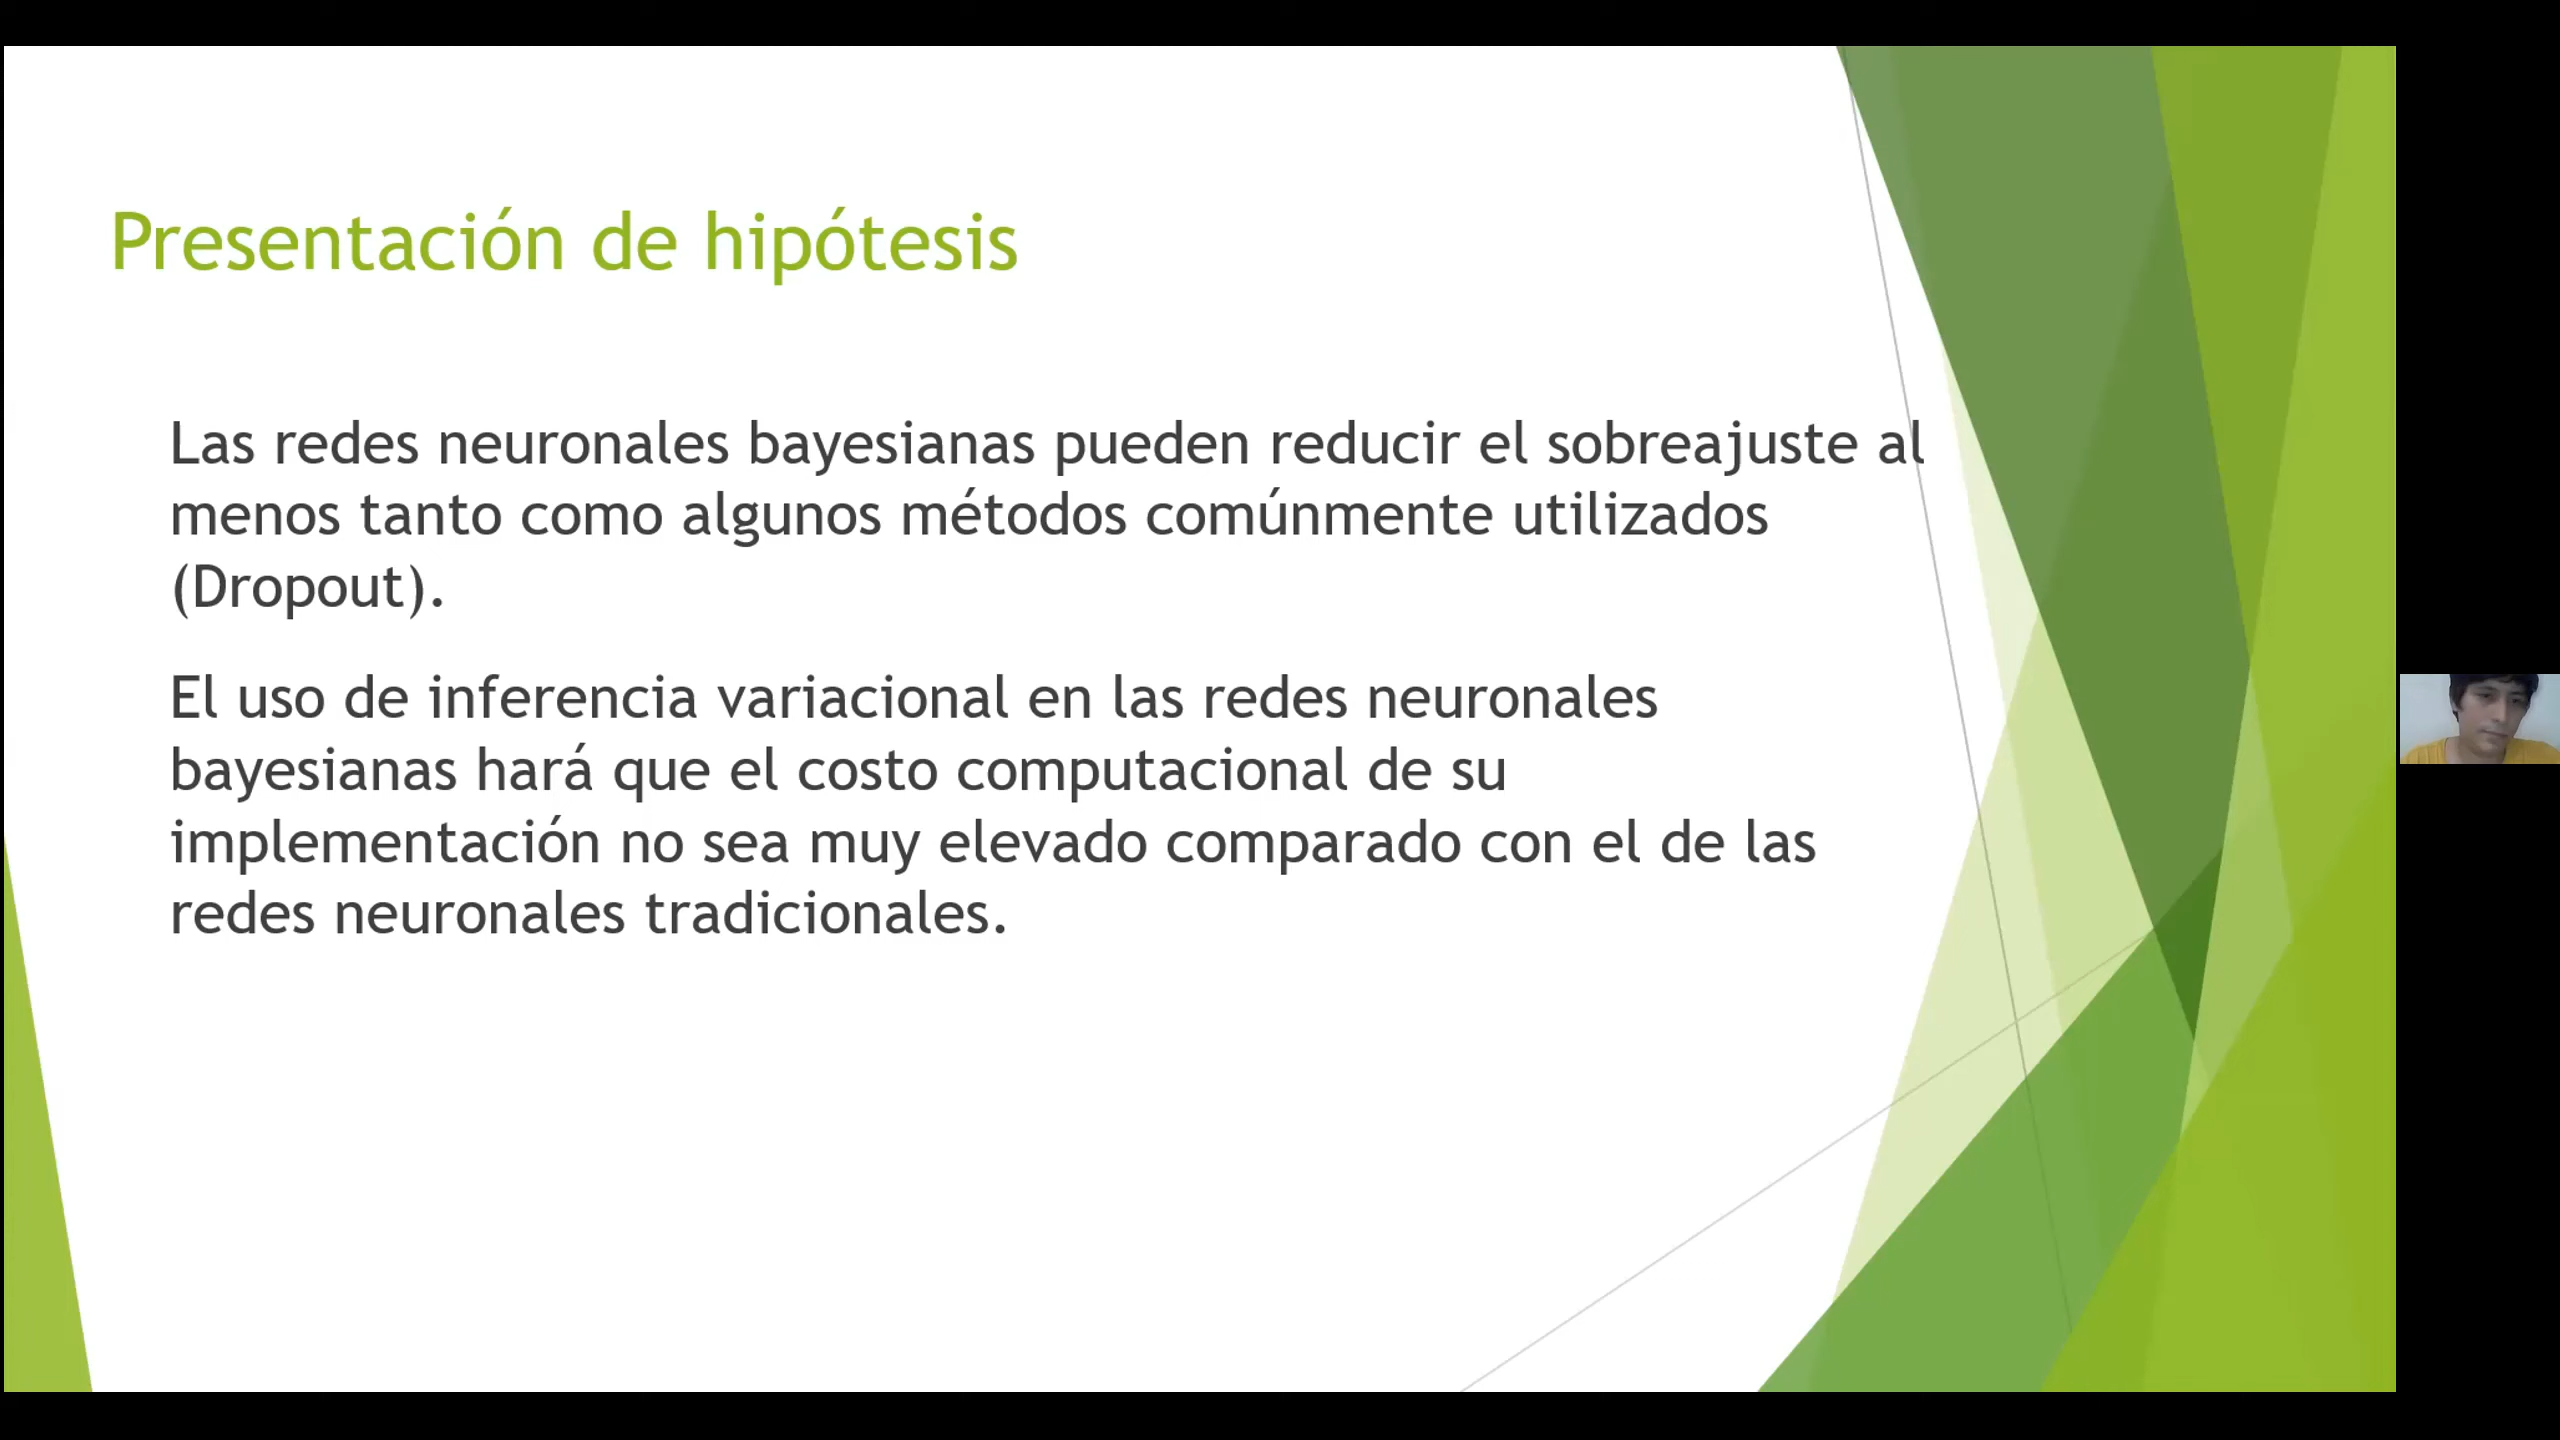 Presentación de hipótesis
Las redes neuronales bayesianas pueden reducir el sobreajuste al
menos tanto como algunos métodos comúnmente utilizados
(Dropout).
El uso de inferencia variacional en las redes neuronales
bayesianas hará que el costo computacional de su
implementación no sea muy elevado comparado con el de las
redes neuronales tradicionales.